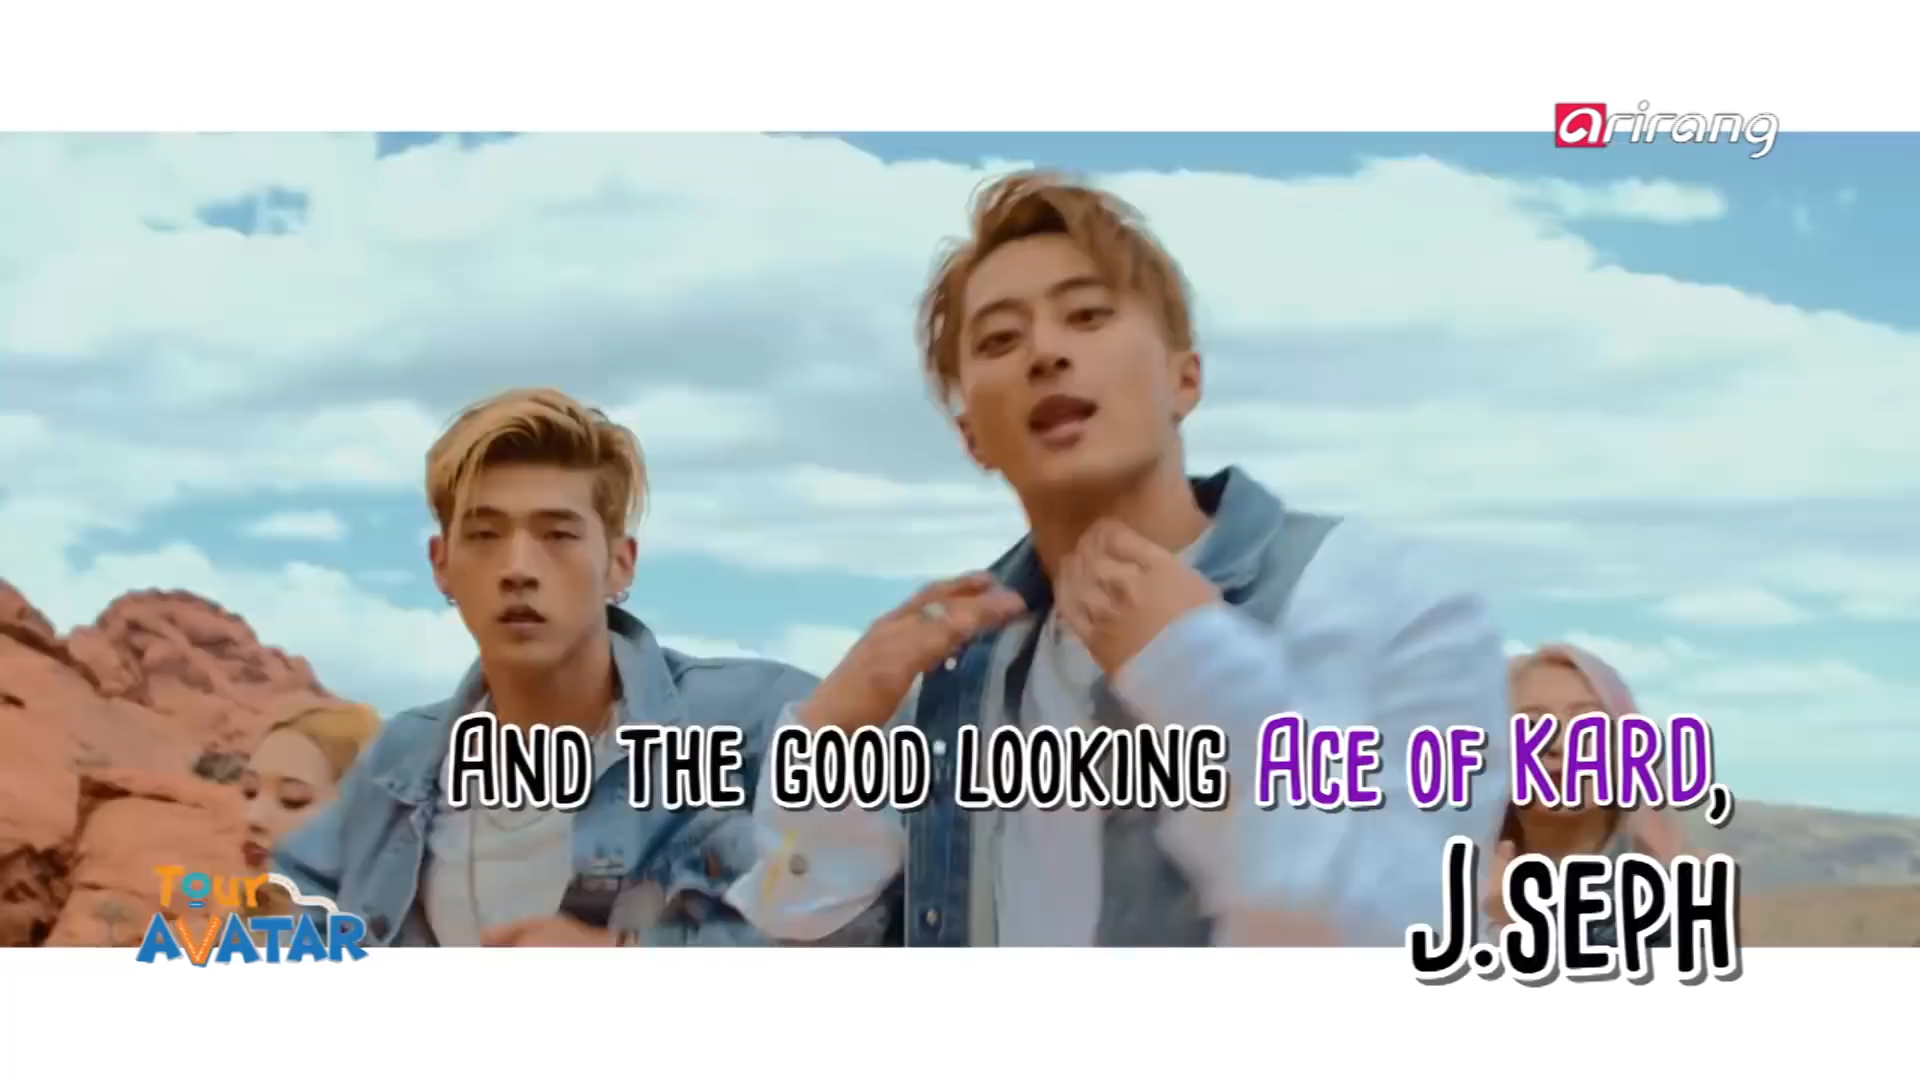 arirang
And the good looking Ace of KARD,
J.seph
Tour
AVATAR